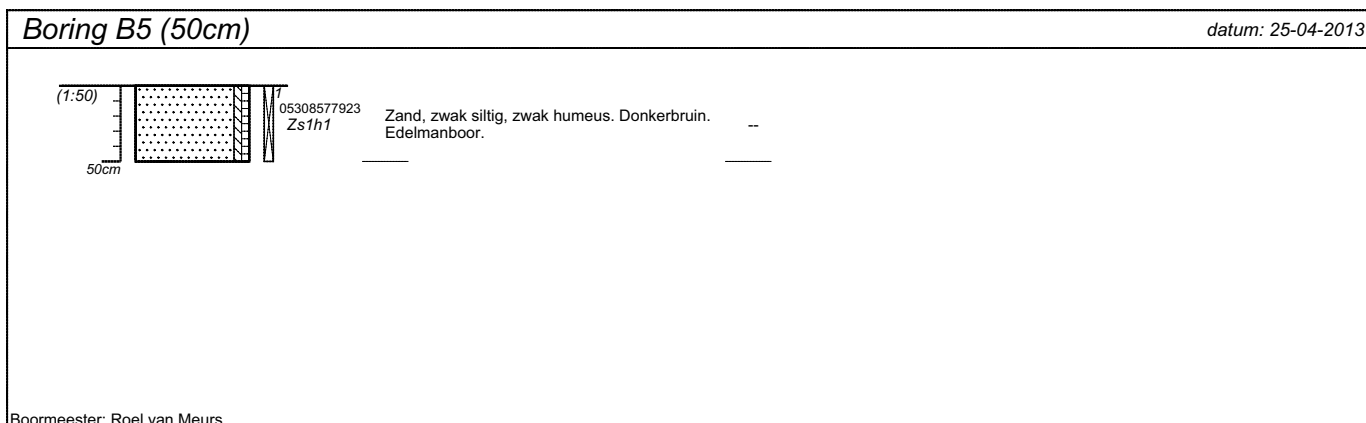 Boring B5 (50cm)
datum: 25-04-2013
(1:50)
1
05308577923
Zs1h1
Zand, zwak siltig, zwak humeus. Donkerbruin.
Edelmanboor.
--
50cm
Boormeester: Roel van Meurs